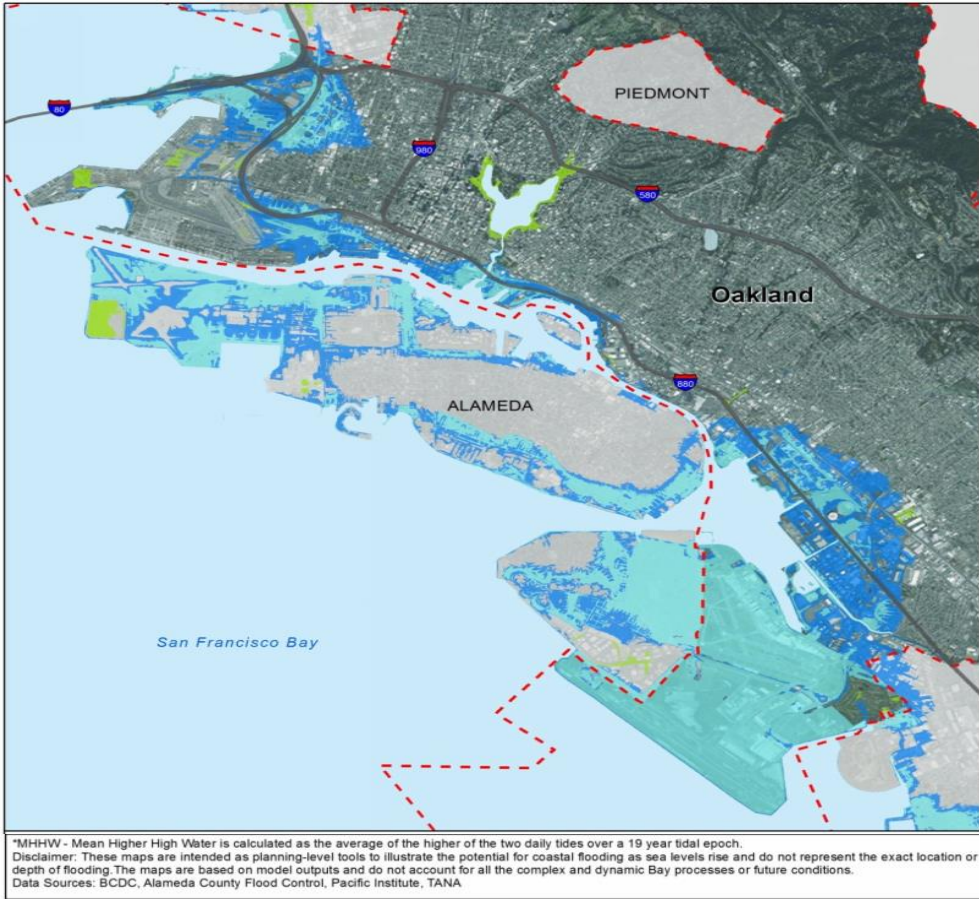 PIEDMONT
80
980
580
Oakland
880
ALAMEDA
San Francisco Bay
*MHHW - Mean Higher High Water is calculated as the average of the higher of the two daily tides over a 19 year tidal epoch.
Disclaimer: These maps are intended as planning-level tools to illustrate the potential for coastal flooding as sea levels rise and do not represent the exact location or
depth of flooding.The maps are based on model outputs and do not account for all the complex and dynamic Bay processes or future conditions.
Data Sources: BCDC, Alameda County Flood Control, Pacific Institute, TANA